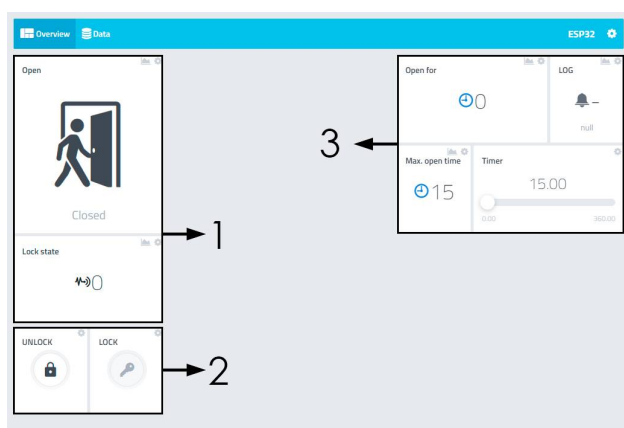 Overview Data ESP32
Open
Closed
Lock state
0
1
UNLOCK LOCK
2
3
Open for LOG
0 -
null
Max. open time Timer
15 15.00
0.00 360.00